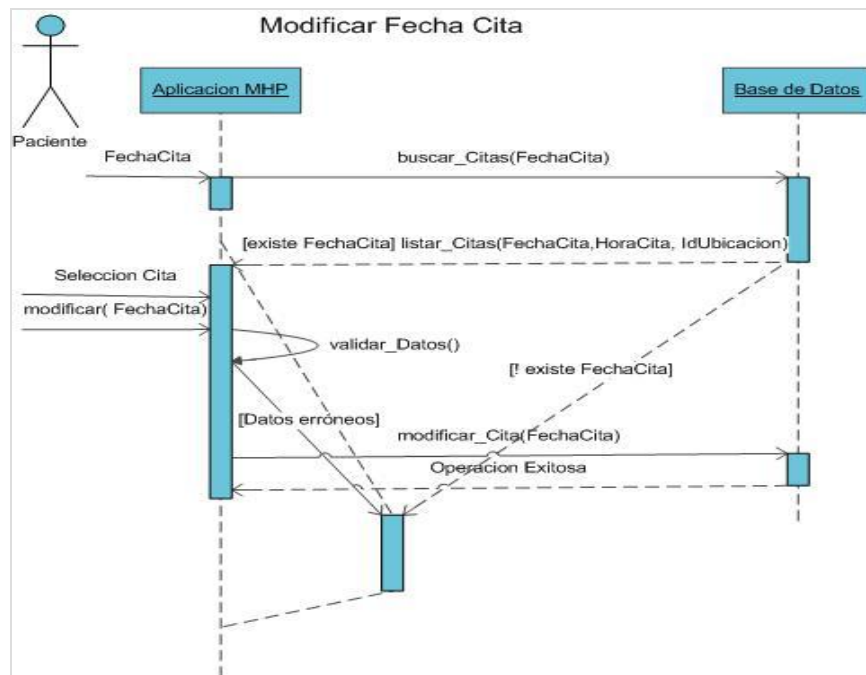 Modificar Fecha Cita
Aplicacion MHP
Base de Datos
Paciente
FechaCita
buscar_Citas(FechaCita)
[existe FechaCita] listar_Citas(FechaCita,HoraCita, IdUbicacion)
Seleccion Cita
modificar( FechaCita)
validar_Datos()
[! existe FechaCita]
[Datos erróneos]
modificar_Cita(FechaCita)
Operacion Exitosa